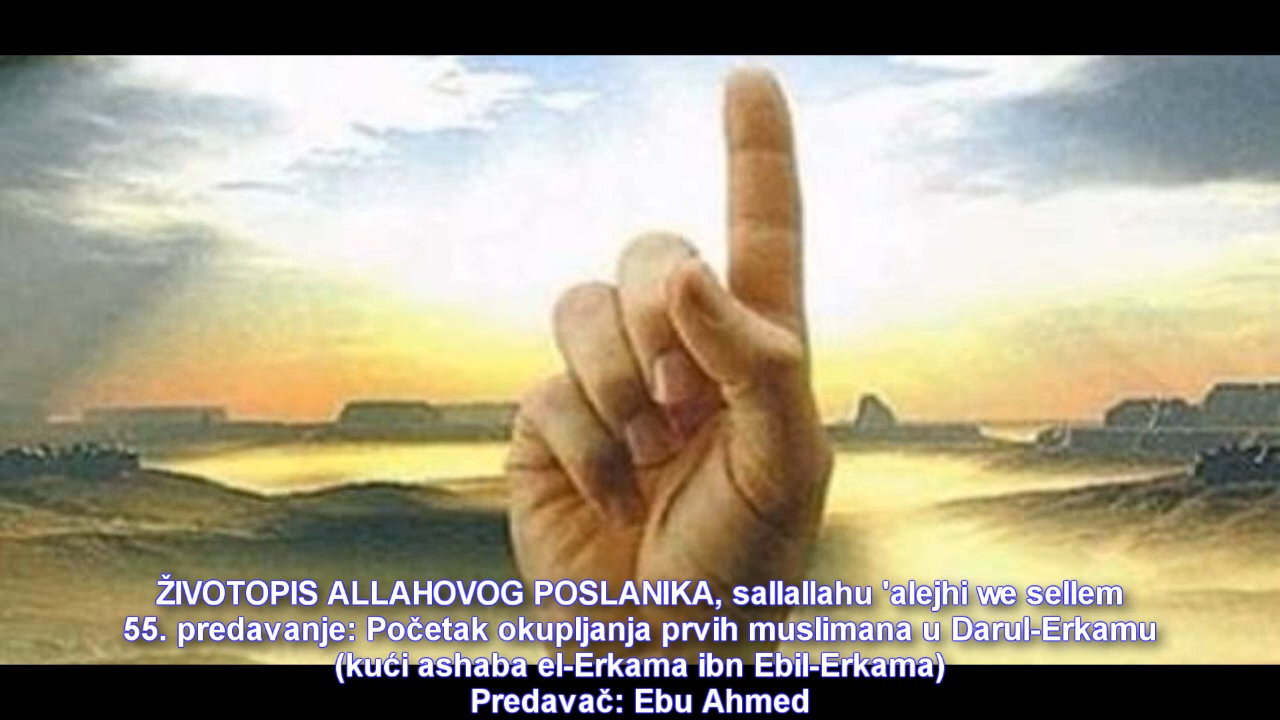 ŽIVOTOPIS ALLAHOVOG POSLANIKA, sallallahu 'alejhi we sellem
55. predavanje: Početak okupljanja prvih muslimana u Darul-Erkamu
(kući ashaba el-Erkama ibn Ebil-Erkama)
Predavač: Ebu Ahmed